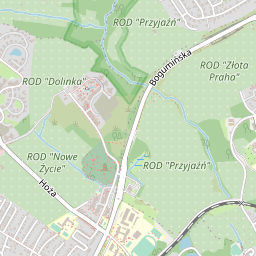 ROD "Przyjaźń"
Bogumińska
ROD "Złota
Praha"
ROD "Dolinka"
ROD "Nowe
Życie"
ROD "Przyjaźń"
Hoża